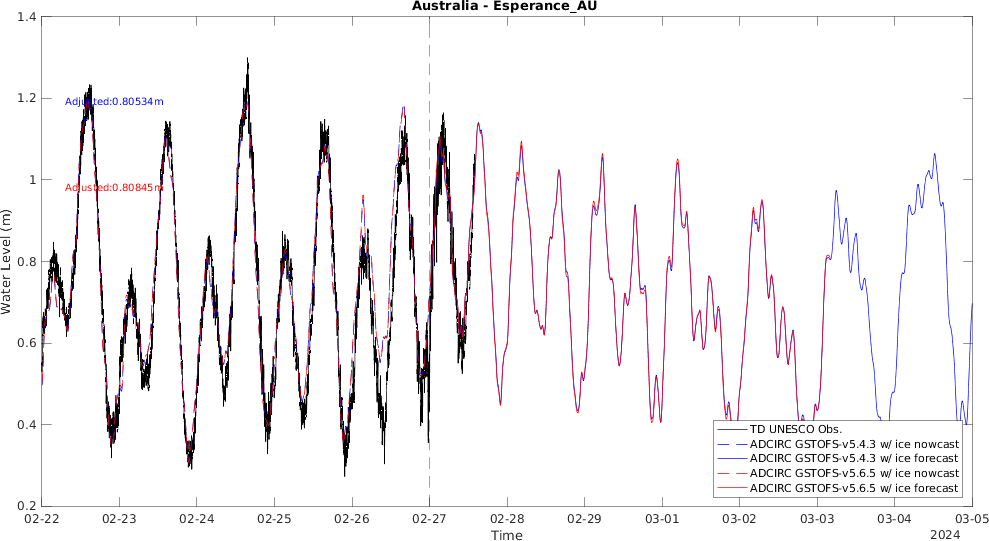 Australia - Esperance_AU
1.4
1.2
1
0.8
0.6
0.4
0.2
Water Level (m)
Adjusted:0.80534m
Adjusted:0.80845m
TD UNESCO Obs.
ADCIRC GSTOFS-v5.4.3 w/ ice nowcast
ADCIRC GSTOFS-v5.4.3 w/ ice forecast
ADCIRC GSTOFS-v5.6.5 w/ ice nowcast
ADCIRC GSTOFS-v5.6.5 w/ ice forecast
02-22 02-23 02-24 02-25 02-26 02-27 02-28 02-29 03-01 03-02 03-03 03-04 03-05
Time
2024